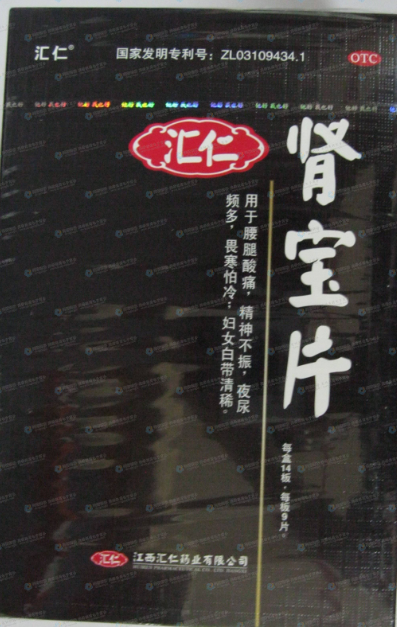 汇仁®
国家发明专利号：ZL03109434.1
OTC
汇仁
肾宝片
用于腰腿酸痛，精神不振，夜尿
频多，畏寒怕冷；妇女白带清稀。
每盒14板·每板9片。
汇仁
江西汇仁药业有限公司